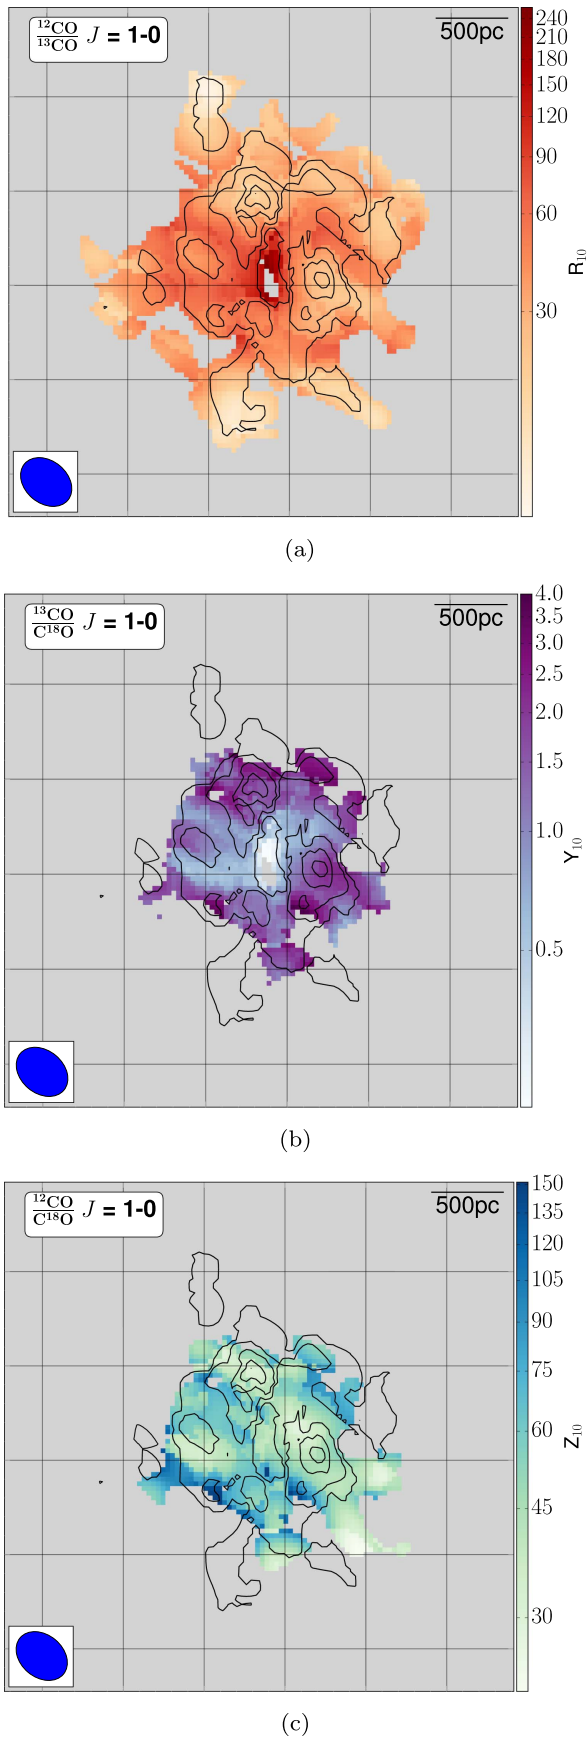 ¹²CO/¹³CO J = 1-0
500pc
240
210
180
150
120
90
60
30
R₁₀
(a)
¹³CO/C¹⁸O J = 1-0
500pc
4.0
3.5
3.0
2.5
2.0
1.5
1.0
0.5
Y₁₀
(b)
¹²CO/C¹⁸O J = 1-0
500pc
150
135
120
105
90
75
60
45
30
Z₁₀
(c)